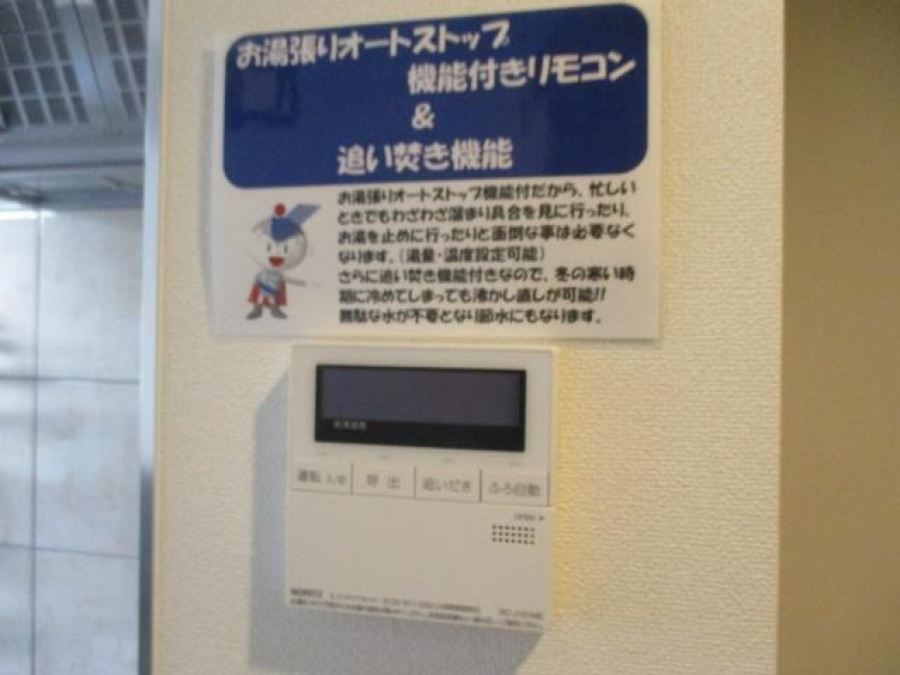 お湯張りオートストップ
機能付きリモコン
&
追い焚き機能
お湯張りオートストップ機能付だから、忙しい
ときでもわざわざ溜まり具合を見に行ったり、
お湯を止めに行ったりと面倒な事は必要なく
なります。(湯量・温度設定可能)
さらに追い焚き機能付きなので、冬の寒い時
期に冷めてしまっても沸かし直しが可能!!
無駄な水が不要となり節水にもなります。
給湯温度
運転 入/切 呼出 追いだき ふろ自動
OPEN
NORITZ